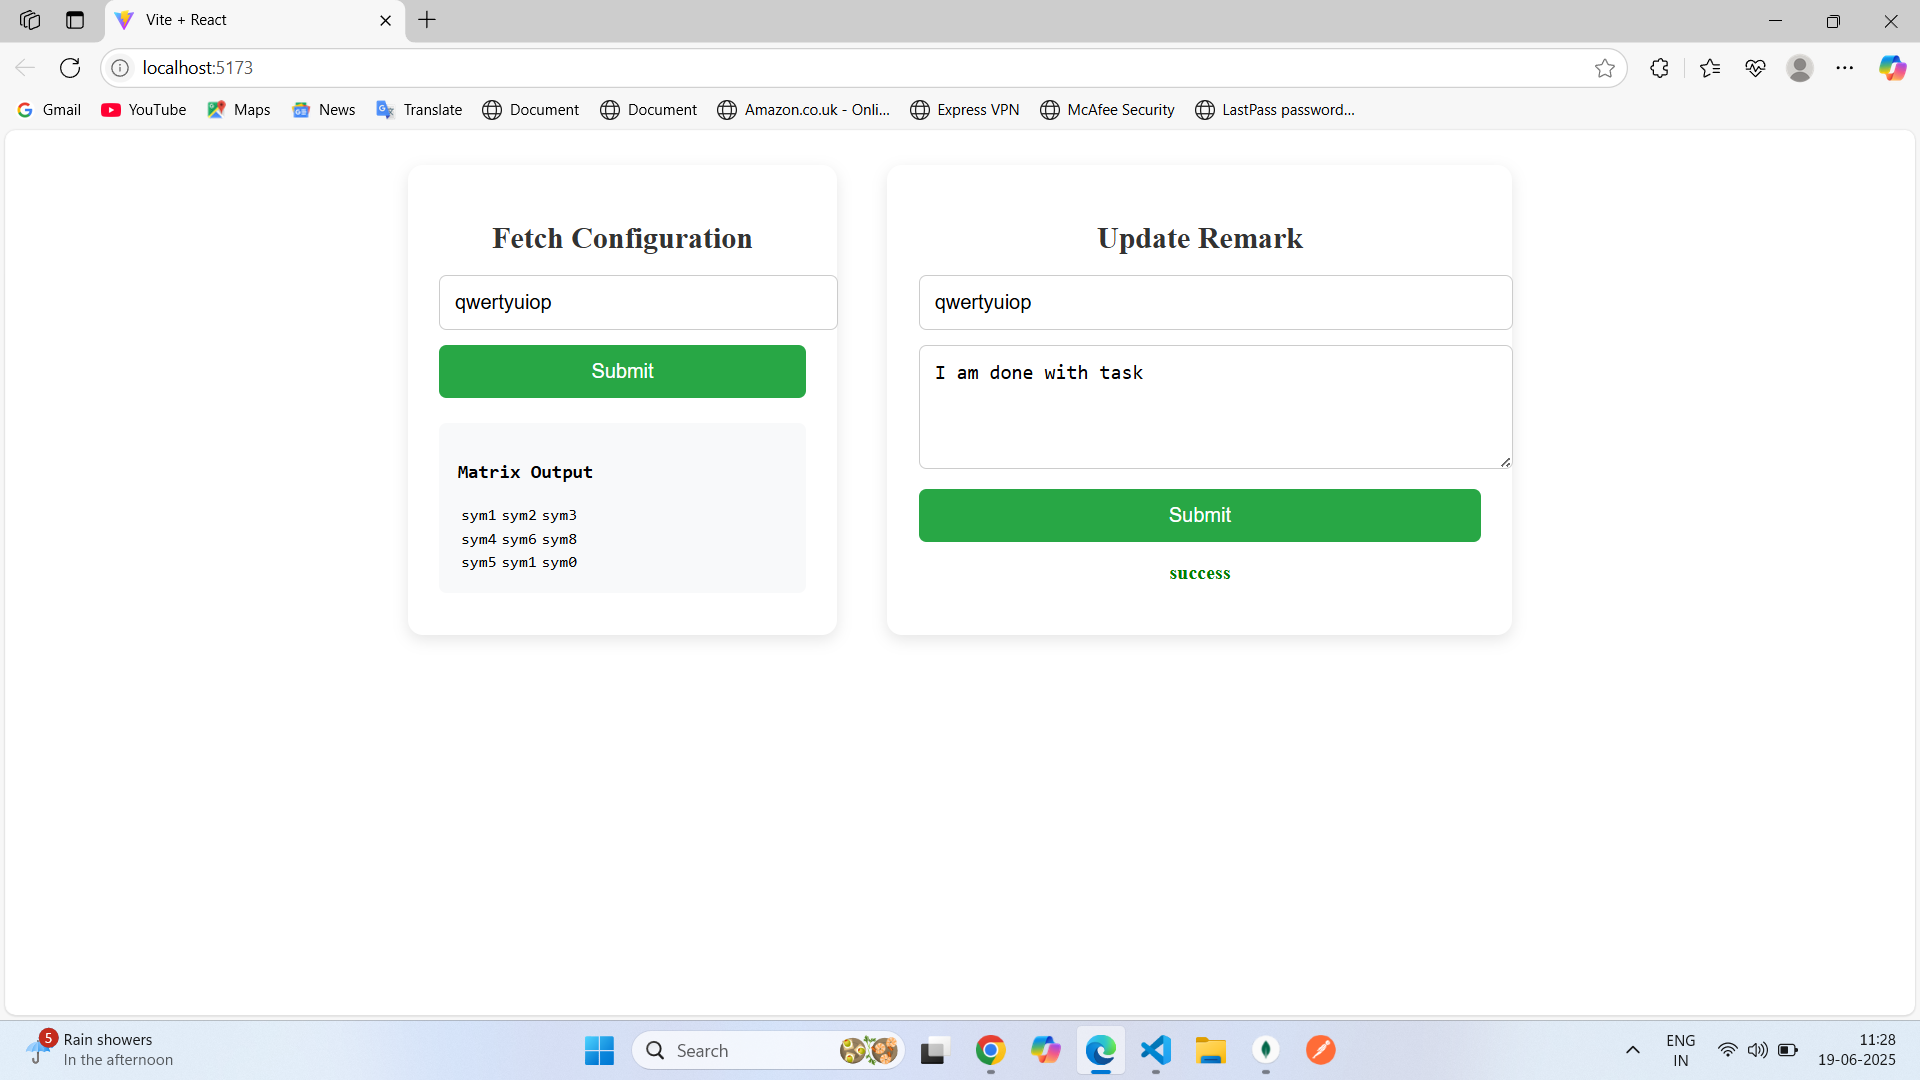 Vite + React
localhost:5173
Gmail YouTube Maps News Translate Document Document Amazon.co.uk - Onli... Express VPN McAfee Security LastPass password...
Fetch Configuration
qwertyuiop
Submit
Matrix Output
sym1 sym2 sym3
sym4 sym6 sym8
sym5 sym1 sym0
Update Remark
qwertyuiop
I am done with task
Submit
success
5
Rain showers
In the afternoon
Search
ENG
IN
11:28
19-06-2025